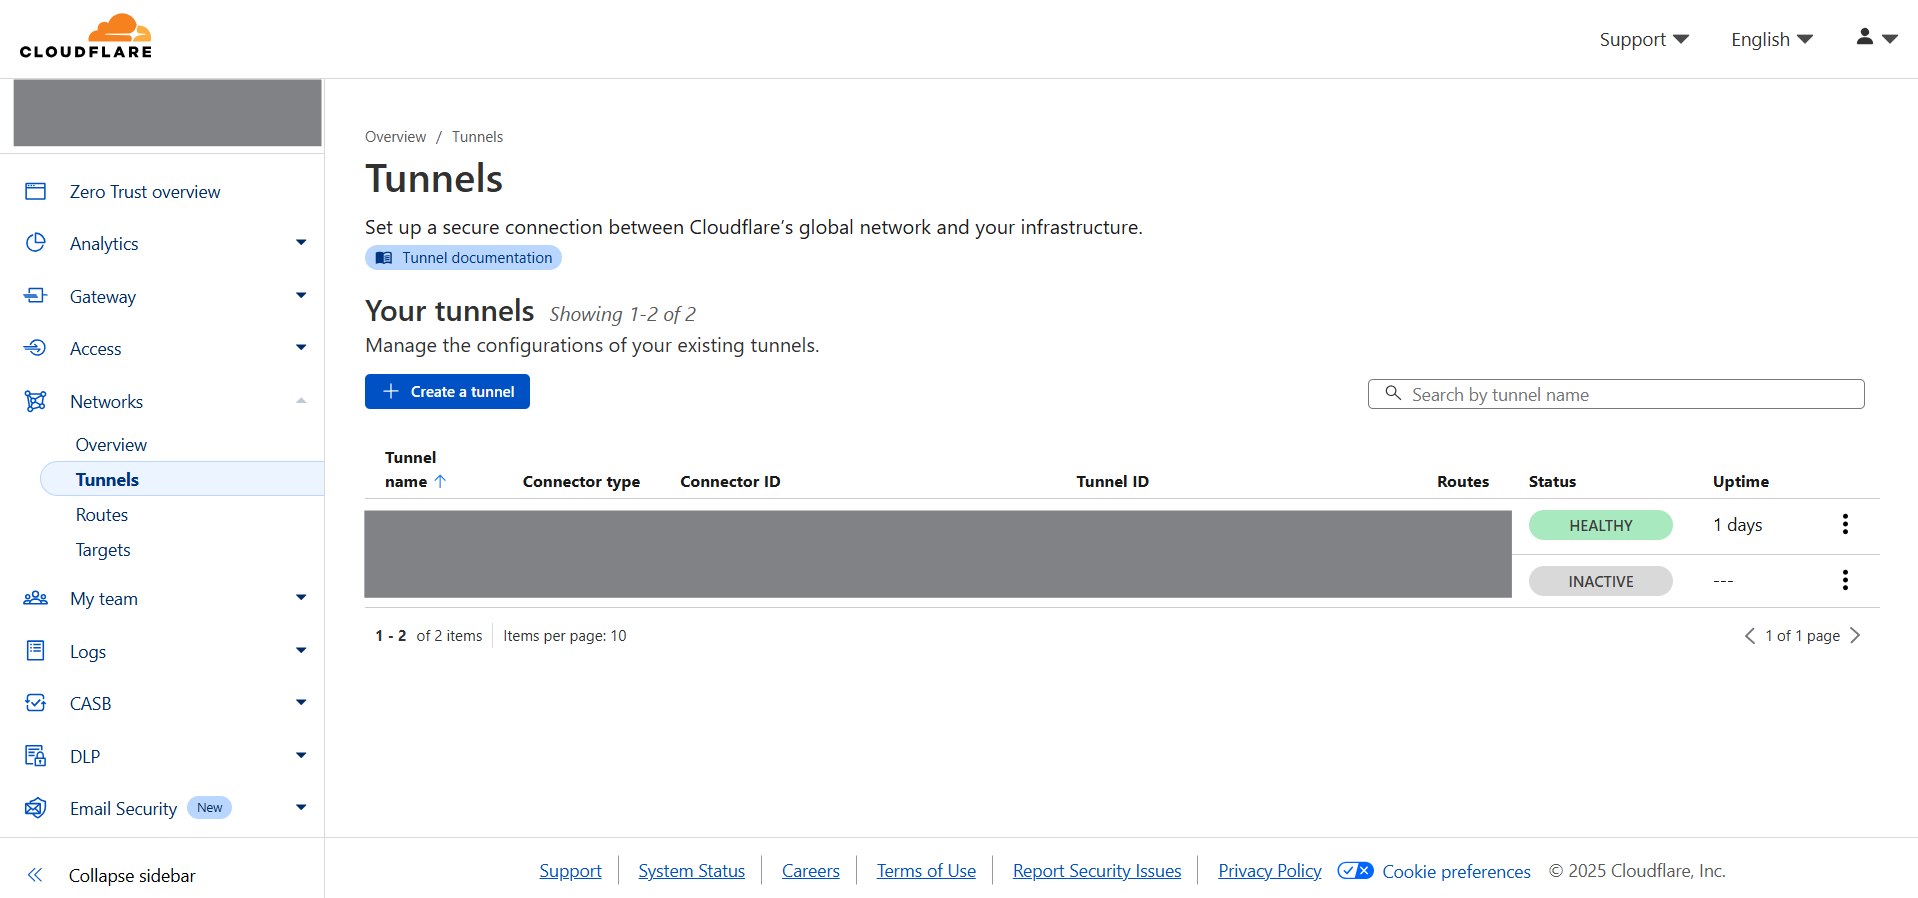 CLOUDFLARE
Support
English
Zero Trust overview
Analytics
Gateway
Access
Networks
Overview
Tunnels
Routes
Targets
My team
Logs
CASB
DLP
Email Security New
Collapse sidebar
Overview / Tunnels
Tunnels
Set up a secure connection between Cloudflare’s global network and your infrastructure.
Tunnel documentation
Your tunnels Showing 1-2 of 2
Manage the configurations of your existing tunnels.
Create a tunnel
Search by tunnel name
Tunnel
name Connector type Connector ID Tunnel ID Routes Status Uptime
HEALTHY 1 days
INACTIVE ---
1 - 2 of 2 items Items per page: 10
1 of 1 page
Support System Status Careers Terms of Use Report Security Issues Privacy Policy Cookie preferences © 2025 Cloudflare, Inc.